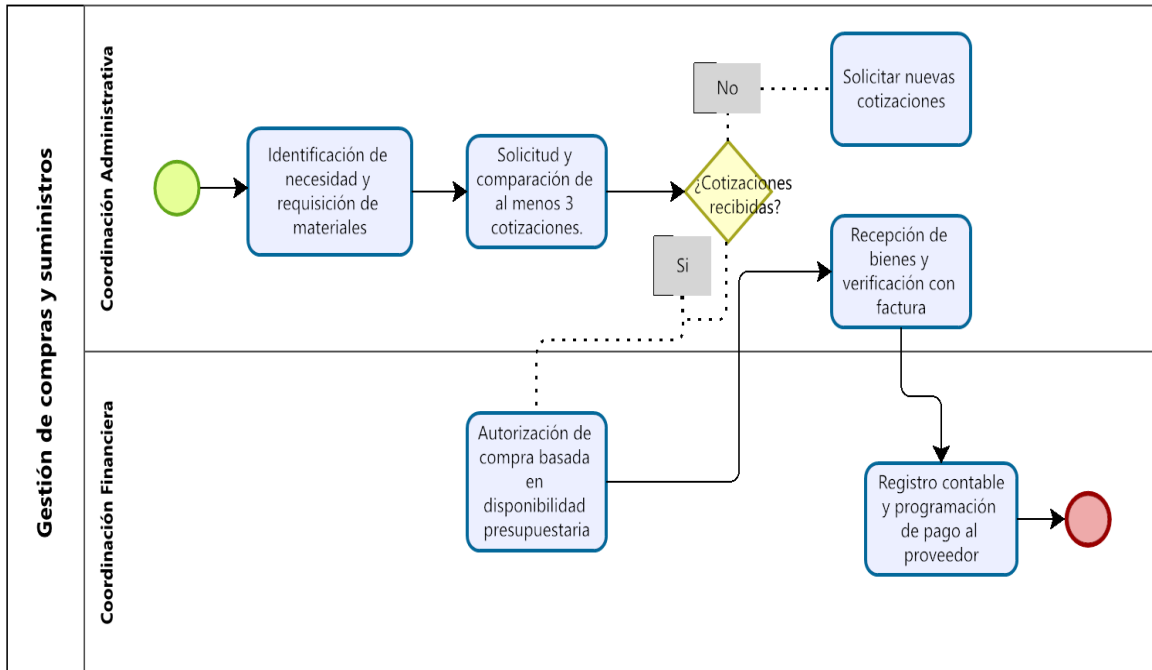 Gestión de compras y suministros
Coordinación Administrativa
Identificación de
necesidad y
requisición de
materiales
Solicitud y
comparación de
al menos 3
cotizaciones.
¿Cotizaciones
recibidas?
No
Solicitar nuevas
cotizaciones
Si
Recepción de
bienes y
verificación con
factura
Coordinación Financiera
Autorización de
compra basada
en
disponibilidad
presupuestaria
Registro contable
y programación
de pago al
proveedor